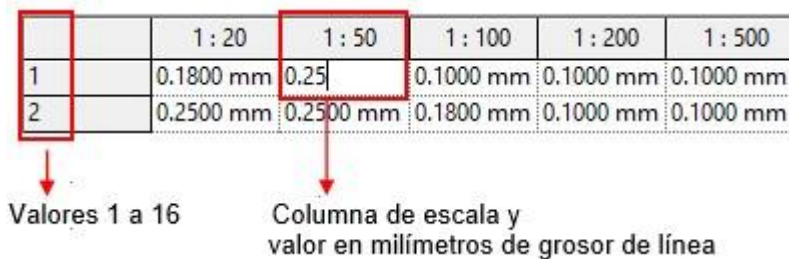 1 : 20 1 : 50 1 : 100 1 : 200 1 : 500
1 0.1800 mm 0.25 0.1000 mm 0.1000 mm 0.1000 mm
2 0.2500 mm 0.2500 mm 0.1800 mm 0.1000 mm 0.1000 mm
Valores 1 a 16 Columna de escala y
valor en milímetros de grosor de línea